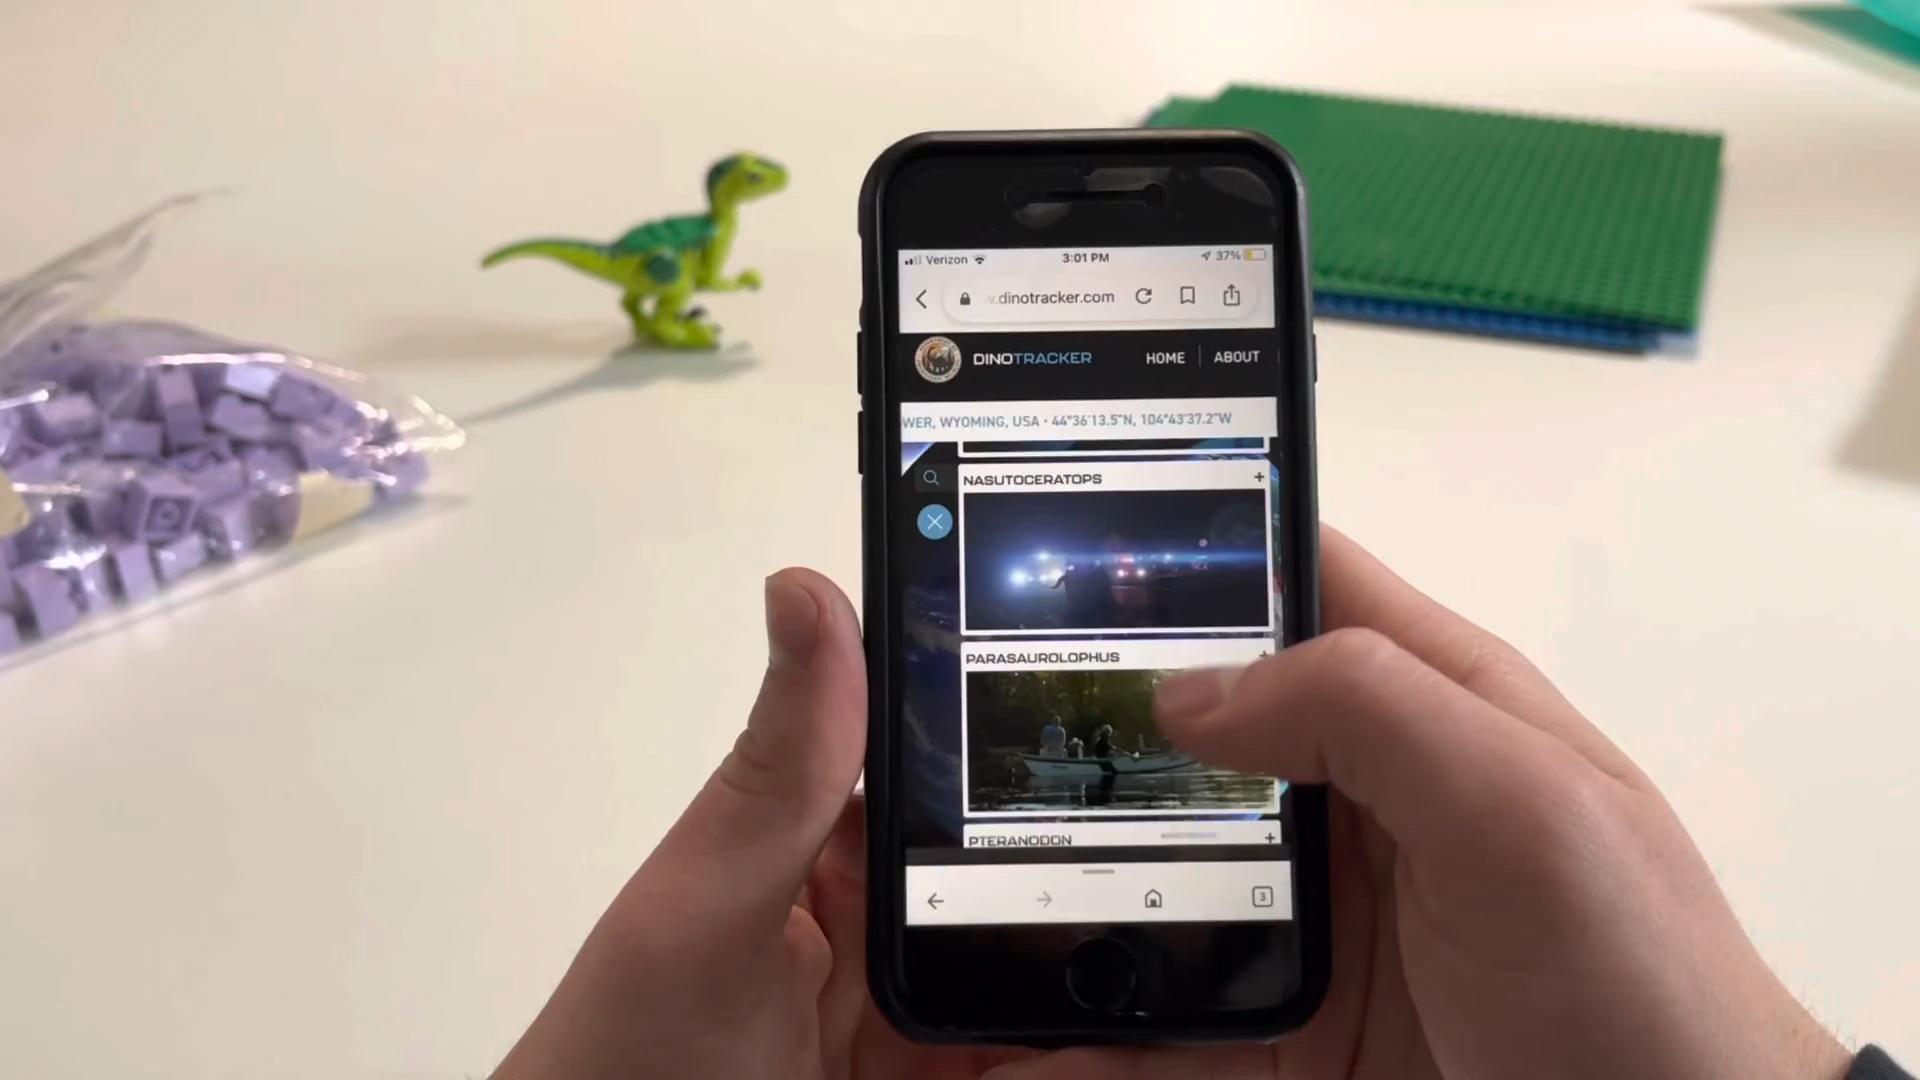 Verizon 3:01 PM 37%
.dinotracker.com
DINOTRACKER HOME ABOUT
WER, WYOMING, USA • 44°36'13.5"N, 104°43'37.2"W
NASUTOCERATOPS +
PARASAUROLOPHUS
PTERANODON +
3